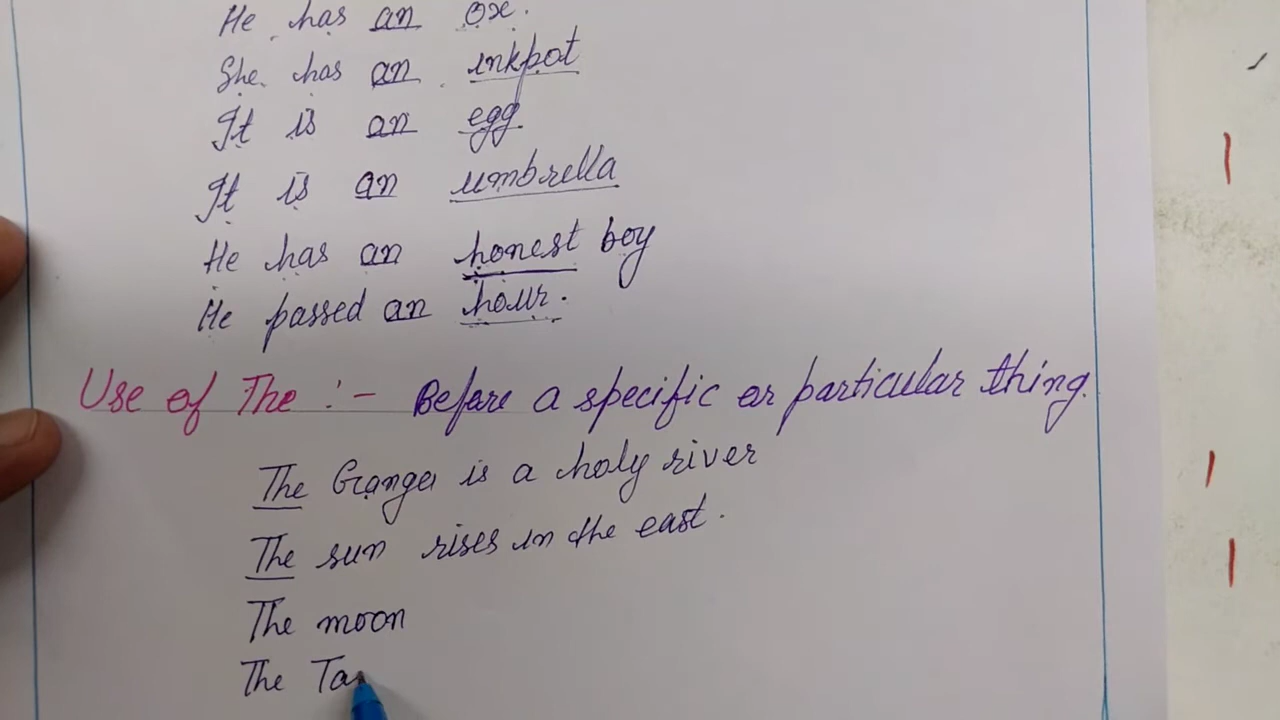 He has an ox.
She has an inkpot
It is an egg
It is an umbrella
He has an honest boy
He passed an hour.
Use of The :- Before a specific or particular thing.
The Ganga is a holy river
The sun rises in the east.
The moon
The Ta